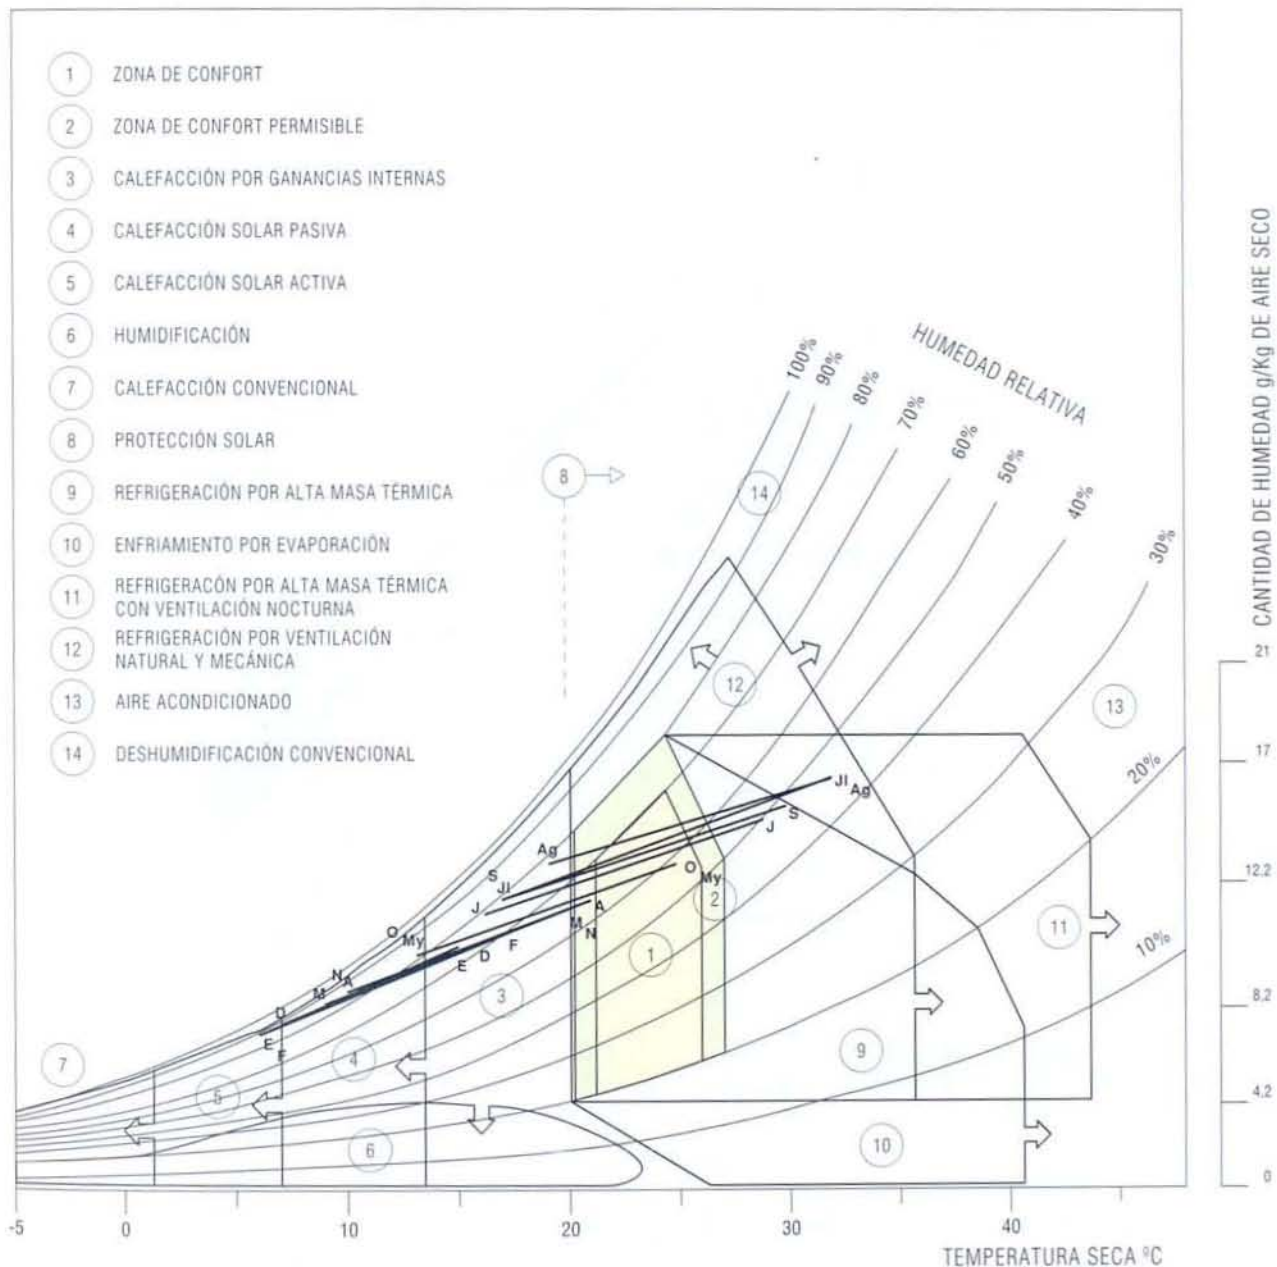 1 ZONA DE CONFORT
2 ZONA DE CONFORT PERMISIBLE
3 CALEFACCIÓN POR GANANCIAS INTERNAS
4 CALEFACCIÓN SOLAR PASIVA
5 CALEFACCIÓN SOLAR ACTIVA
6 HUMIDIFICACIÓN
7 CALEFACCIÓN CONVENCIONAL
8 PROTECCIÓN SOLAR
9 REFRIGERACIÓN POR ALTA MASA TÉRMICA
10 ENFRIAMIENTO POR EVAPORACIÓN
11 REFRIGERACÓN POR ALTA MASA TÉRMICA
CON VENTILACIÓN NOCTURNA
12 REFRIGERACIÓN POR VENTILACIÓN
NATURAL Y MECÁNICA
13 AIRE ACONDICIONADO
14 DESHUMIDIFICACIÓN CONVENCIONAL
HUMEDAD RELATIVA
100%
90%
80%
70%
60%
50%
40%
30%
20%
10%
8
14
12
13
11
2
1
3
9
4
7
5
6
10
Jl
Ag
S
J
Ag
S
Jl
J
O
My
A
M
N
F
D
E
O
My
N
A
M
D
E
F
CANTIDAD DE HUMEDAD g/Kg DE AIRE SECO
21
17
12,2
8,2
4,2
0
-5
0
10
20
30
40
TEMPERATURA SECA ºC